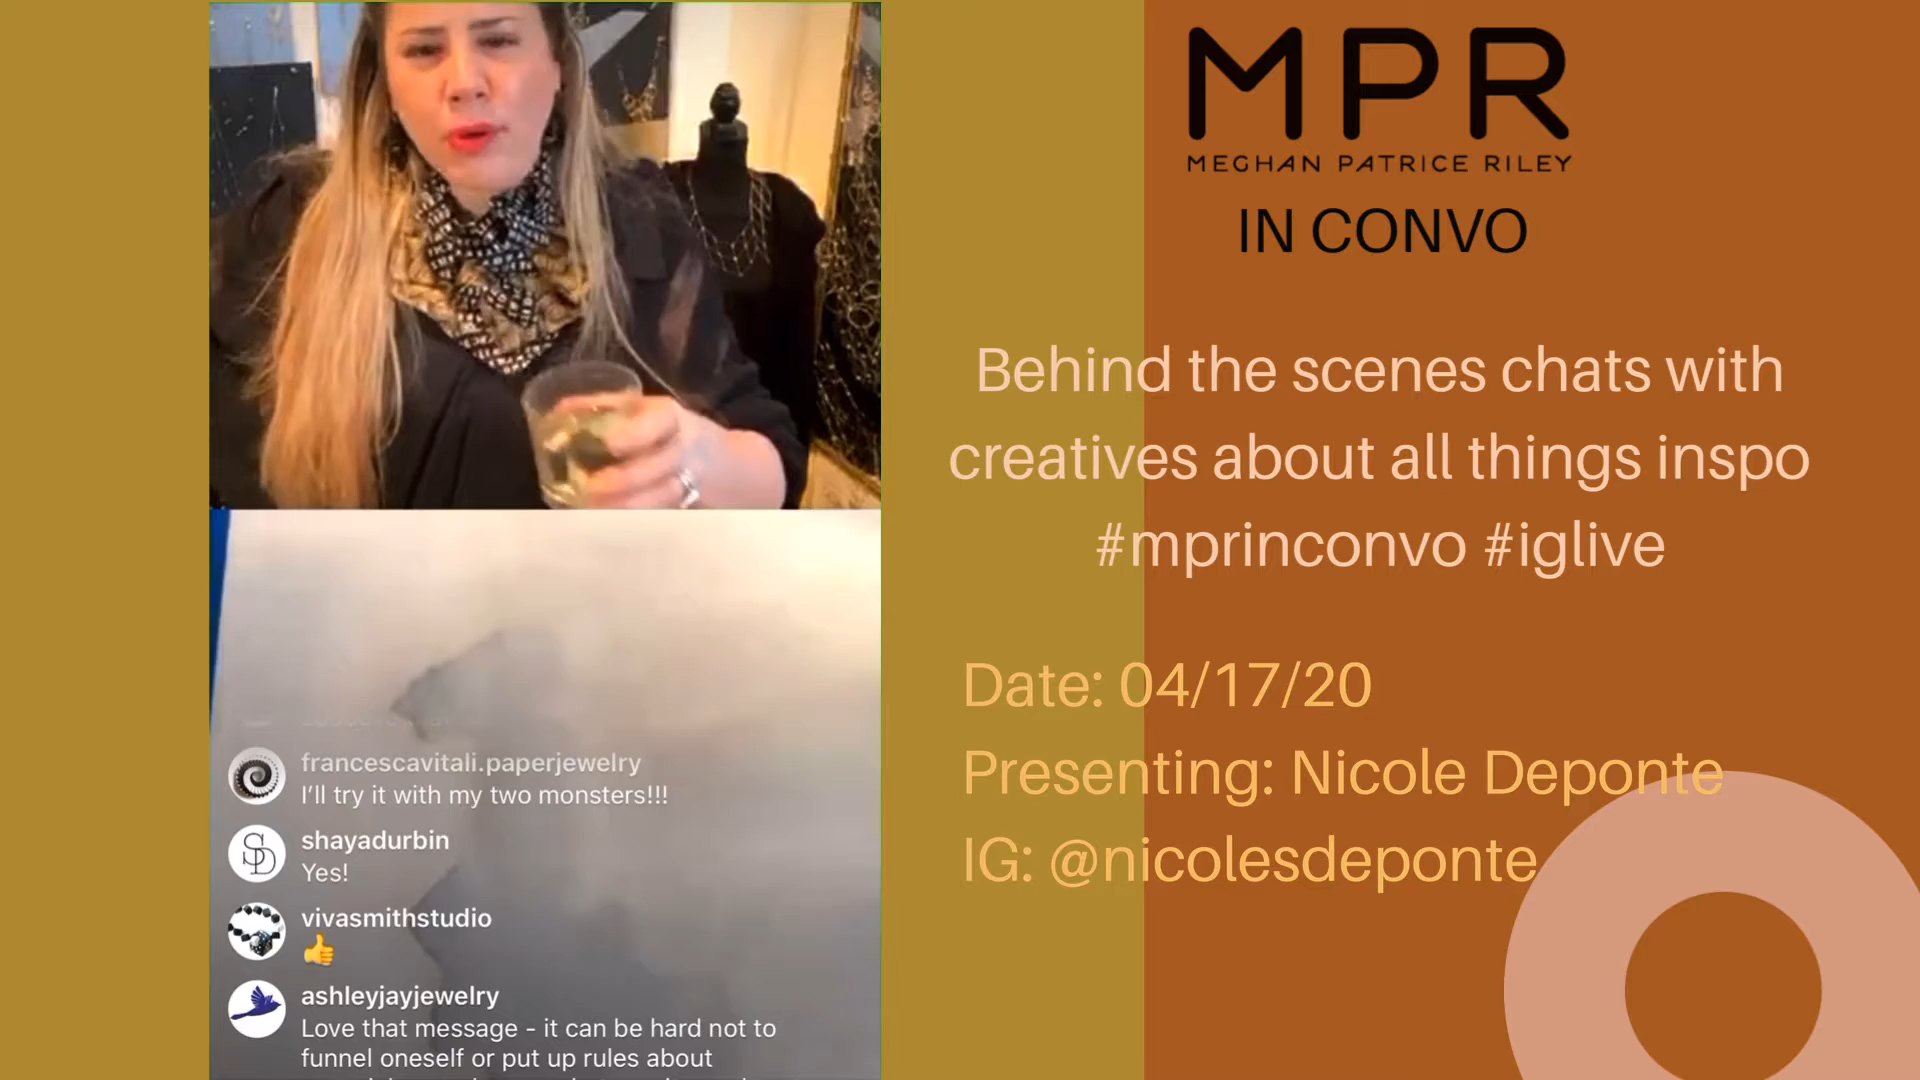 MPR
MEGHAN PATRICE RILEY
IN CONVO
Behind the scenes chats with
creatives about all things inspo
#mprinconvo #iglive
Date: 04/17/20
Presenting: Nicole Deponte
IG: @nicolesdeponte
francescavitali.paperjewelry
I'll try it with my two monsters!!!
SD
shayadurbin
Yes!
vivasmithstudio
👍
ashleyjayjewelry
Love that message - it can be hard not to
funnel oneself or put up rules about